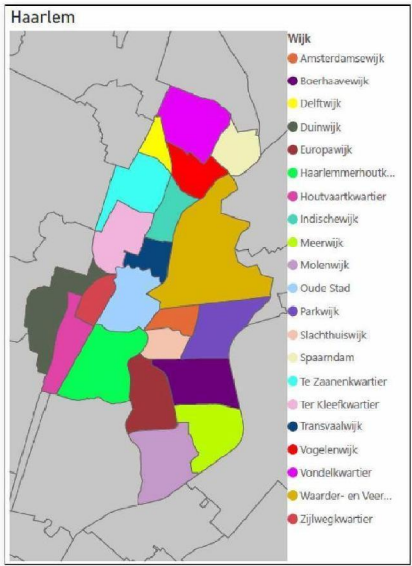 Haarlem
Wijk
Amsterdamsewijk
Boerhaavewijk
Delftwijk
Duinwijk
Europawijk
Haarlemmerhoutk...
Houtvaartkwartier
Indischewijk
Meerwijk
Molenwijk
Oude Stad
Parkwijk
Slachthuiswijk
Spaarndam
Te Zaanenkwartier
Ter Kleefkwartier
Transvaalwijk
Vogelenwijk
Vondelkwartier
Waarder- en Veer...
Zijlwegkwartier